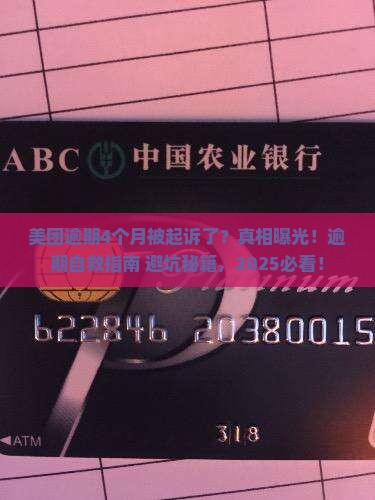 ABC 中国农业银行
美团逾期4个月被起诉了？真相曝光！逾
期自救指南 避坑秘籍，2025必看！
Platinum
622846 20380015
◀ATM 318